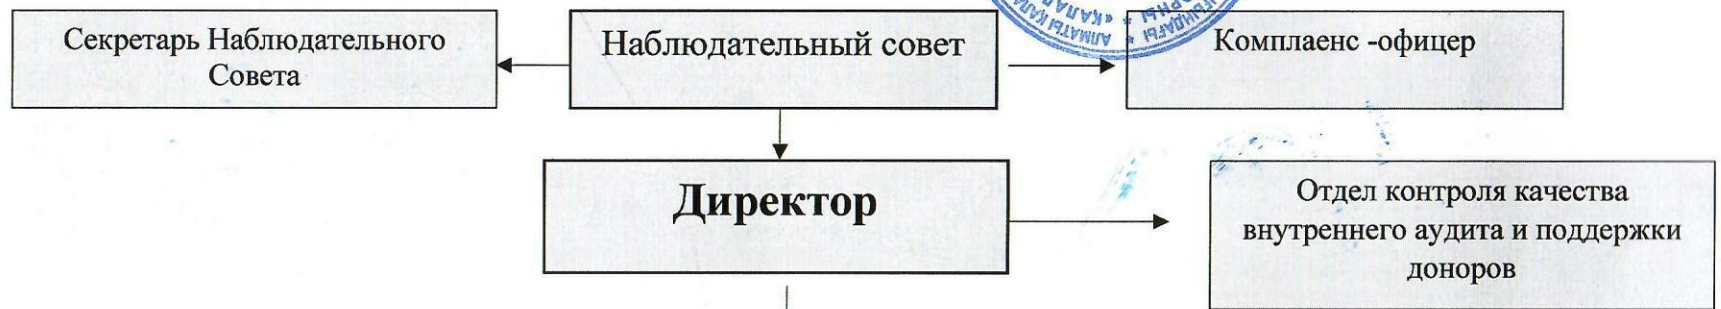 Секретарь Наблюдательного
Совета
Наблюдательный совет
Комплаенс -офицер
Директор
Отдел контроля качества
внутреннего аудита и поддержки
доноров